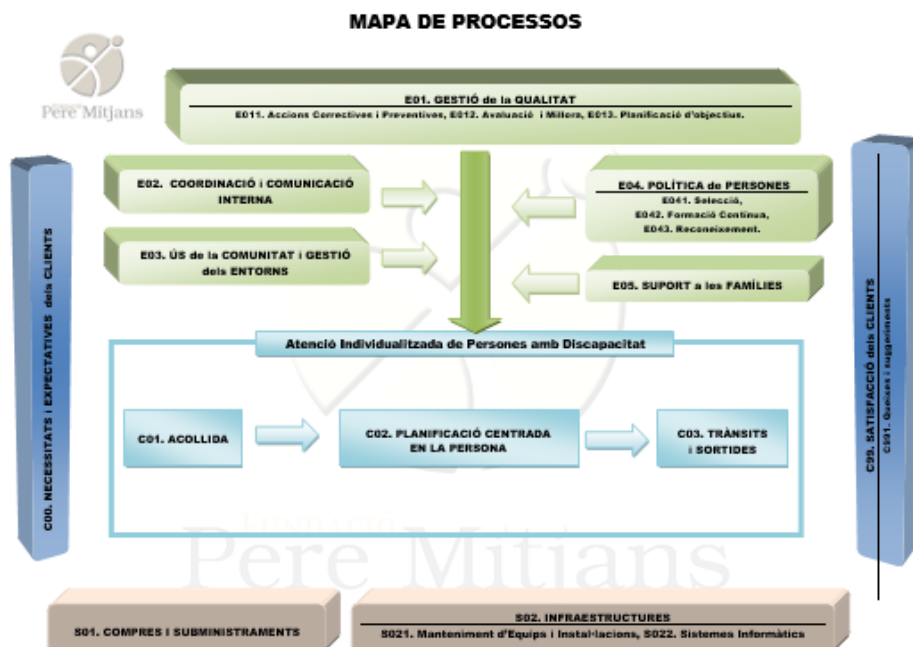 MAPA DE PROCESSOS
FUNDACIÓ
Pere Mitjans
E01. GESTIÓ de la QUALITAT
E011. Accions Correctives i Preventives, E012. Avaluació i Millora, E013. Planificació d'objectius.
E02. COORDINACIÓ i COMUNICACIÓ
INTERNA
E04. POLÍTICA de PERSONES
E041. Selecció,
E042. Formació Contínua,
E043. Reconeixement.
E03. ÚS de la COMUNITAT i GESTIÓ
dels ENTORNS
E05. SUPORT a les FAMÍLIES
C00. NECESSITATS i EXPECTATIVES dels CLIENTS
C99. SATISFACCIÓ dels CLIENTS
C991. Queixes i suggeriments
Atenció Individualitzada de Persones amb Discapacitat
C01. ACOLLIDA
C02. PLANIFICACIÓ CENTRADA
EN LA PERSONA
C03. TRÀNSITS
i SORTIDES
FUNDACIÓ
Pere Mitjans
S01. COMPRES I SUBMINISTRAMENTS
S02. INFRAESTRUCTURES
S021. Manteniment d'Equips i Instal·lacions, S022. Sistemes Informàtics